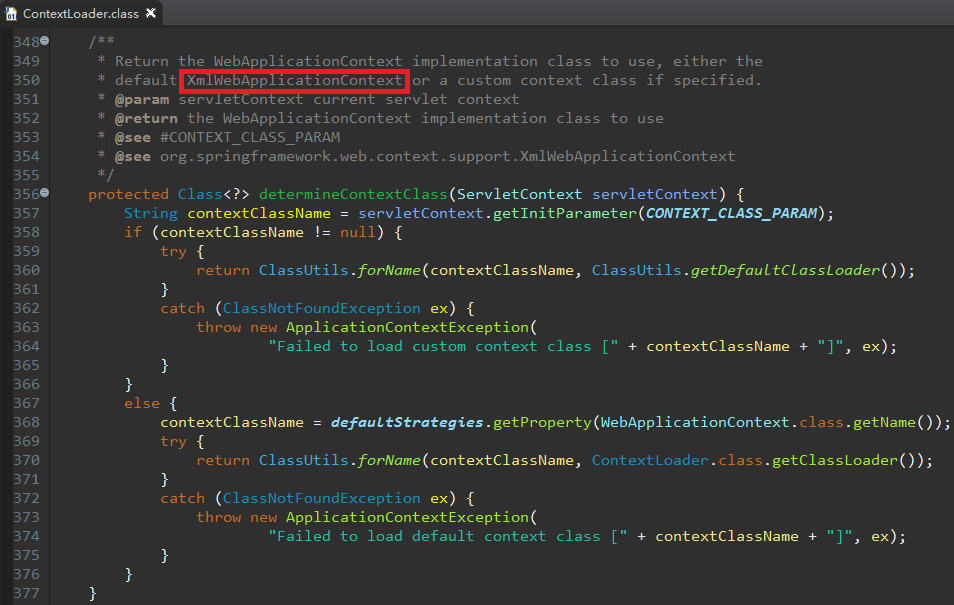 ContextLoader.class
348 /**
349 * Return the WebApplicationContext implementation class to use, either the
350 * default XmlWebApplicationContext or a custom context class if specified.
351 * @param servletContext current servlet context
352 * @return the WebApplicationContext implementation class to use
353 * @see #CONTEXT_CLASS_PARAM
354 * @see org.springframework.web.context.support.XmlWebApplicationContext
355 */
356 protected Class<?> determineContextClass(ServletContext servletContext) {
357 String contextClassName = servletContext.getInitParameter(CONTEXT_CLASS_PARAM);
358 if (contextClassName != null) {
359 try {
360 return ClassUtils.forName(contextClassName, ClassUtils.getDefaultClassLoader());
361 }
362 catch (ClassNotFoundException ex) {
363 throw new ApplicationContextException(
364 "Failed to load custom context class [" + contextClassName + "]", ex);
365 }
366 }
367 else {
368 contextClassName = defaultStrategies.getProperty(WebApplicationContext.class.getName());
369 try {
370 return ClassUtils.forName(contextClassName, ContextLoader.class.getClassLoader());
371 }
372 catch (ClassNotFoundException ex) {
373 throw new ApplicationContextException(
374 "Failed to load default context class [" + contextClassName + "]", ex);
375 }
376 }
377 }